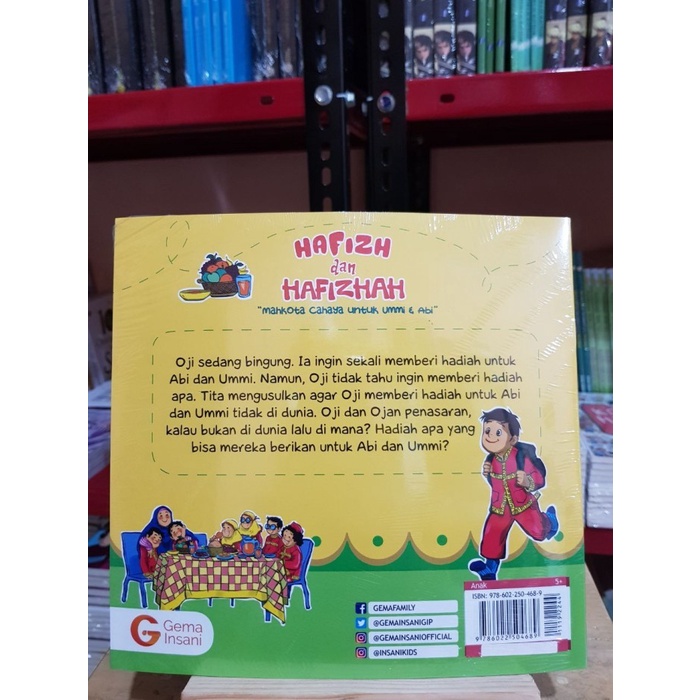 HAFIZH
dan
HAFIZHAH
"Mahkota Cahaya untuk Ummi & Abi"
Oji sedang bingung. Ia ingin sekali memberi hadiah untuk
Abi dan Ummi. Namun, Oji tidak tahu ingin memberi hadiah
apa. Tita mengusulkan agar Oji memberi hadiah untuk Abi
dan Ummi tidak di dunia. Oji dan Ojan penasaran,
kalau bukan di dunia lalu di mana? Hadiah apa yang
bisa mereka berikan untuk Abi dan Ummi?
G Gema
Insani
GEMAFAMILY
@GEMAINSANIGIP
@GEMAINSANIOFFICIAL
@INSANIKIDS
Anak 5+
ISBN: 978-602-250-468-9
9 786022 504689